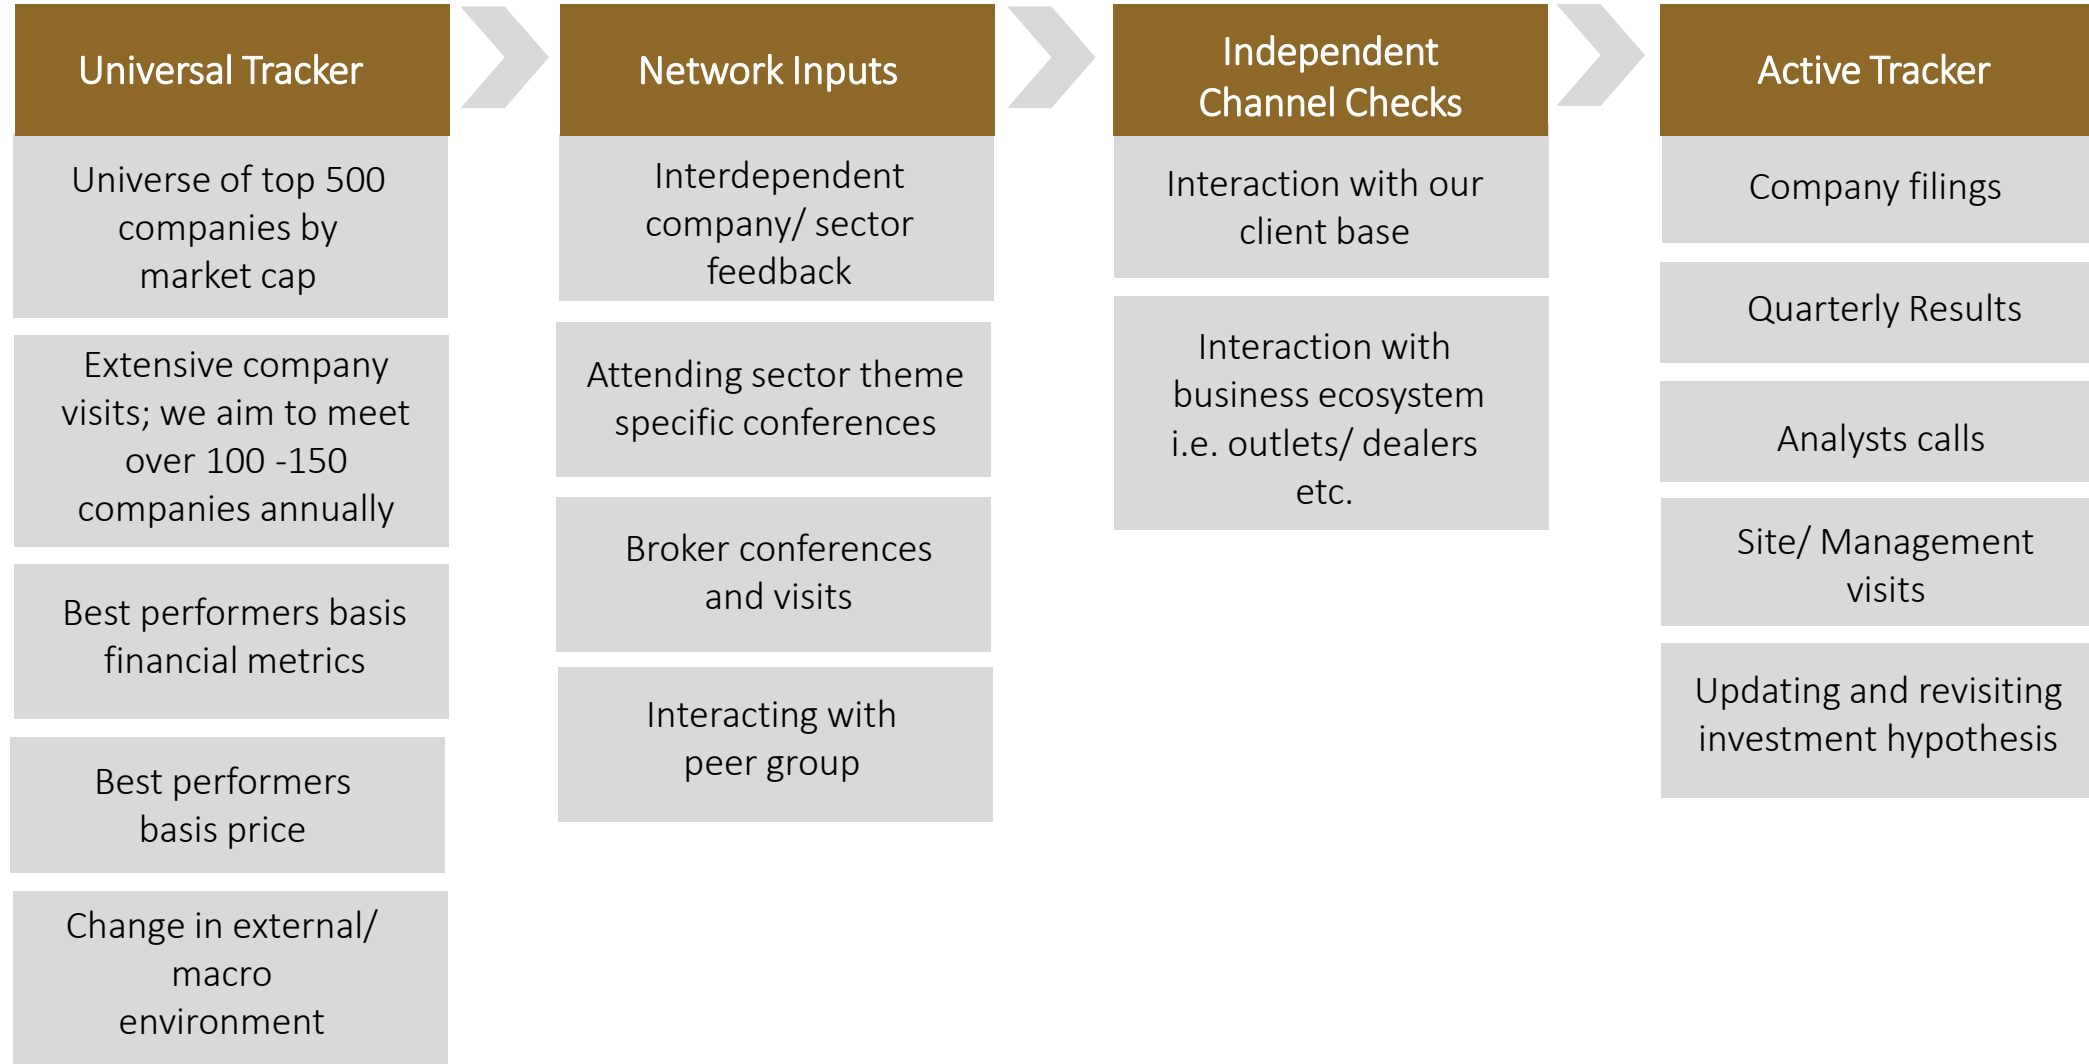 Universal Tracker
Universe of top 500
companies by
market cap
Extensive company
visits; we aim to meet
over 100 -150
companies annually
Best performers basis
financial metrics
Best performers
basis price
Change in external/
macro
environment
Network Inputs
Interdependent
company/ sector
feedback
Attending sector theme
specific conferences
Broker conferences
and visits
Interacting with
peer group
Independent
Channel Checks
Interaction with our
client base
Interaction with
business ecosystem
i.e. outlets/ dealers
etc.
Active Tracker
Company filings
Quarterly Results
Analysts calls
Site/ Management
visits
Updating and revisiting
investment hypothesis